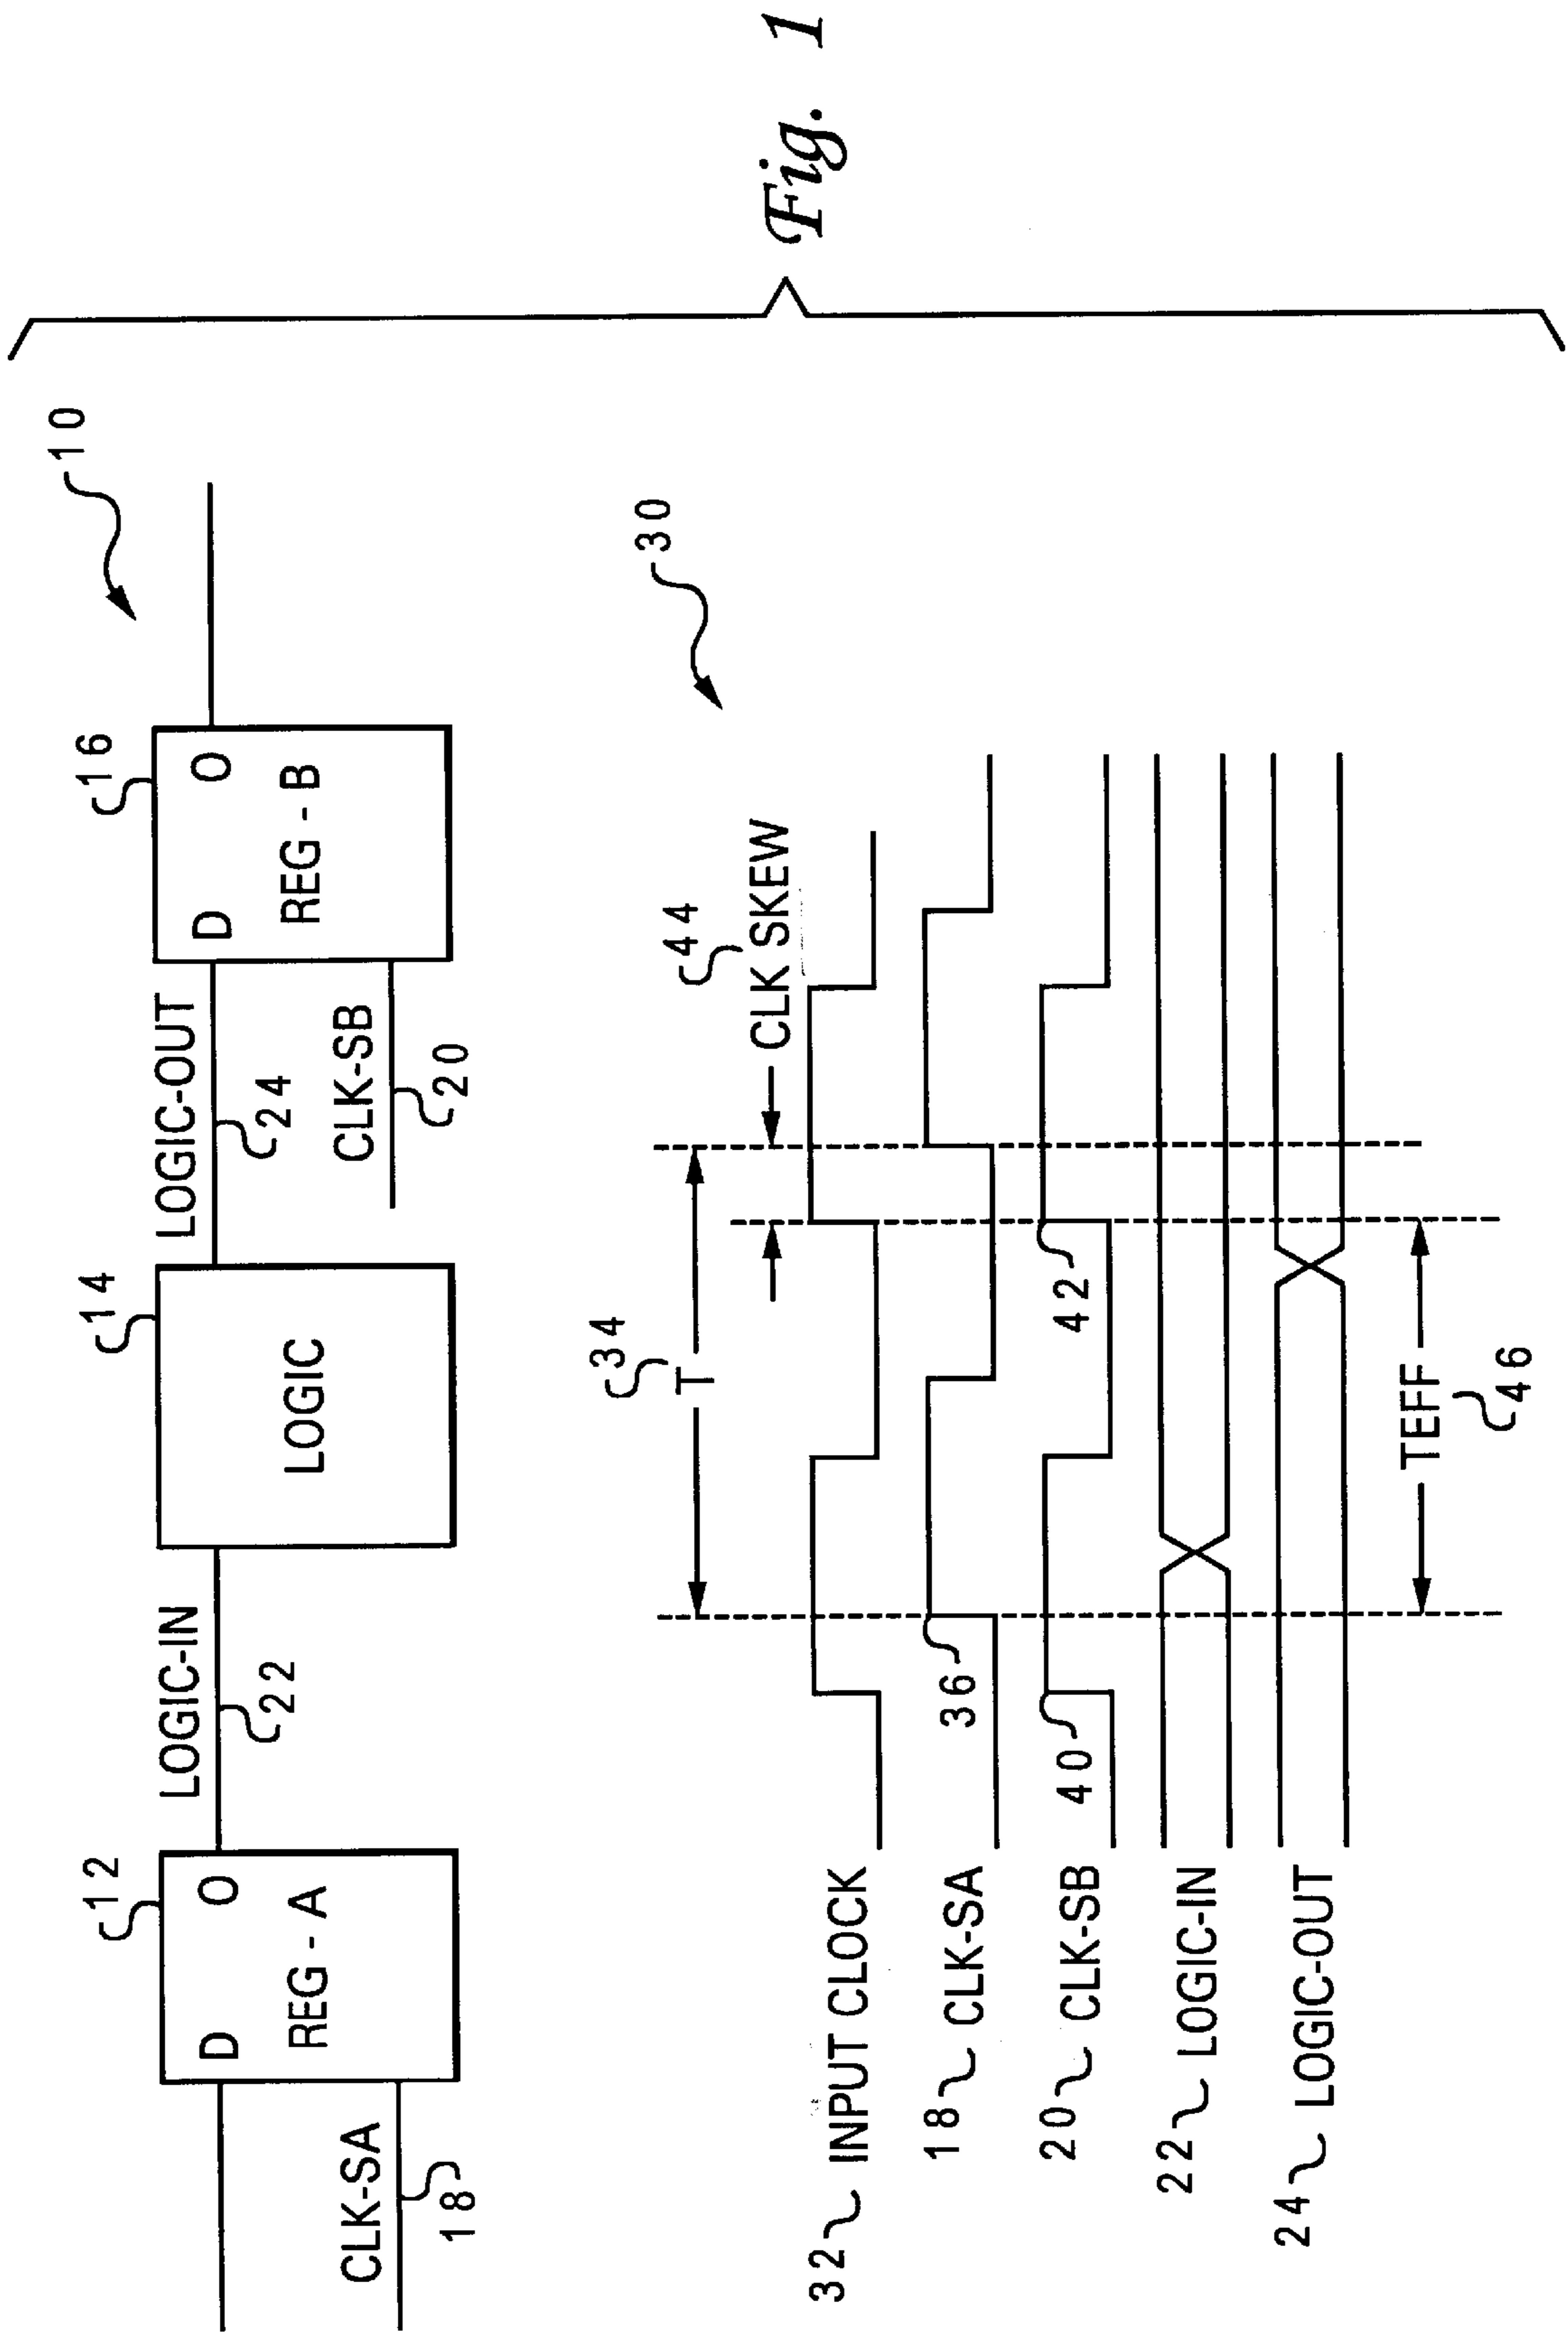 10
12
14
16
D O
REG - A
LOGIC-IN
22
LOGIC
LOGIC-OUT
24
D O
REG - B
CLK-SA
18
CLK-SB
20
30
34
T
44
CLK SKEW
32 INPUT CLOCK
18 CLK-SA
36
20 CLK-SB
40
42
22 LOGIC-IN
24 LOGIC-OUT
TEFF
46
Fig. 1